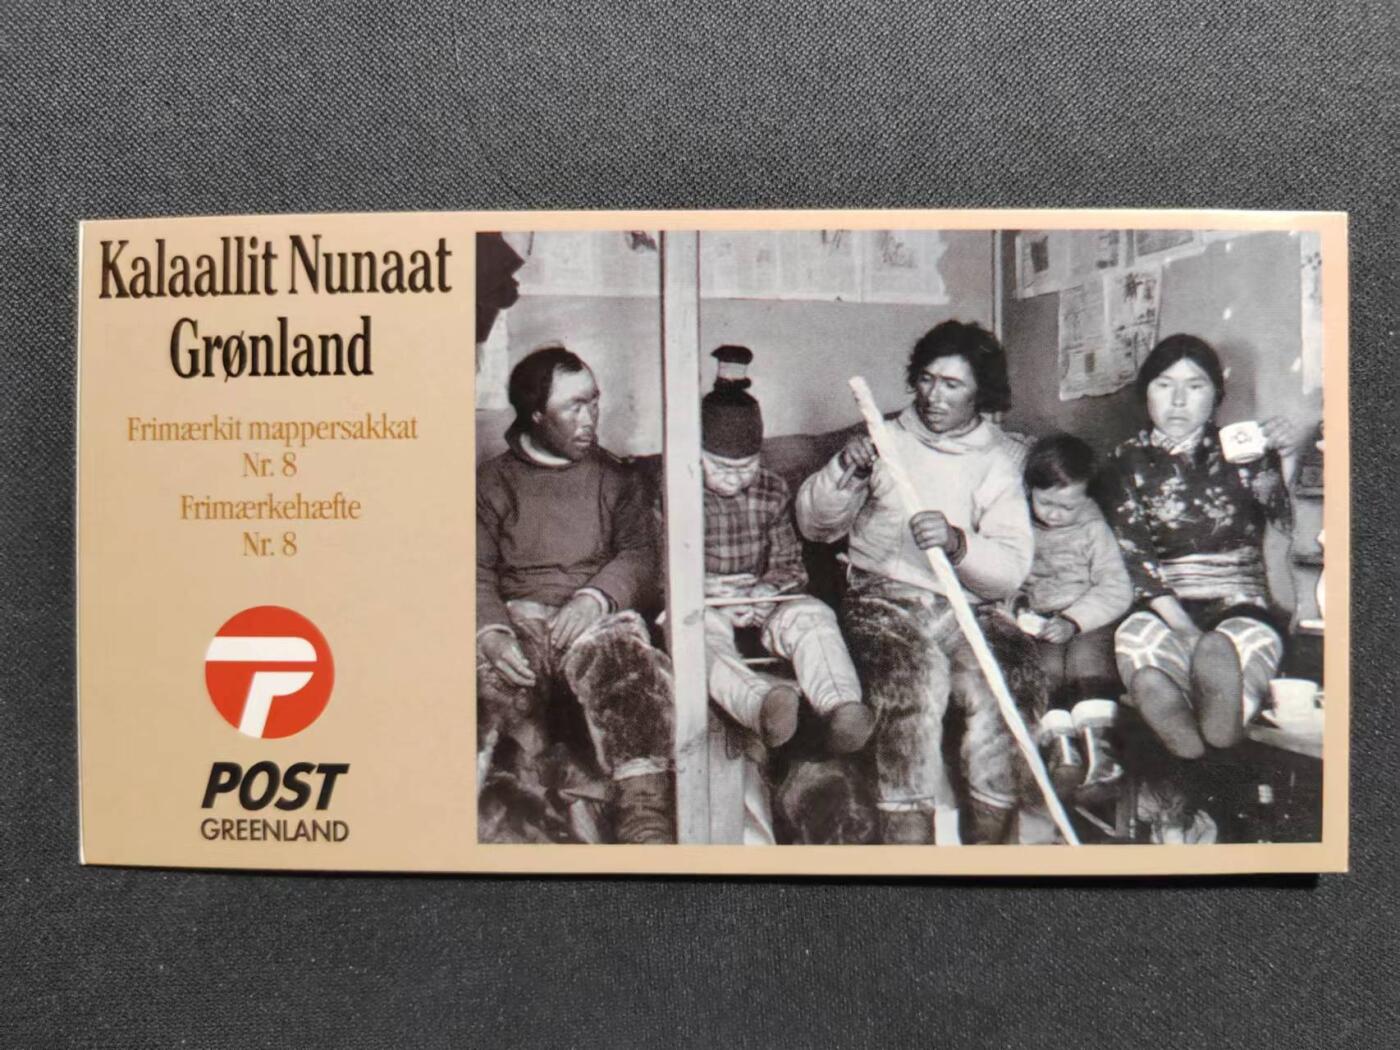 Kalaallit Nunaat
Grønland
Frimærkit mappersakkat
Nr. 8
Frimærkehæfte
Nr. 8
POST
GREENLAND